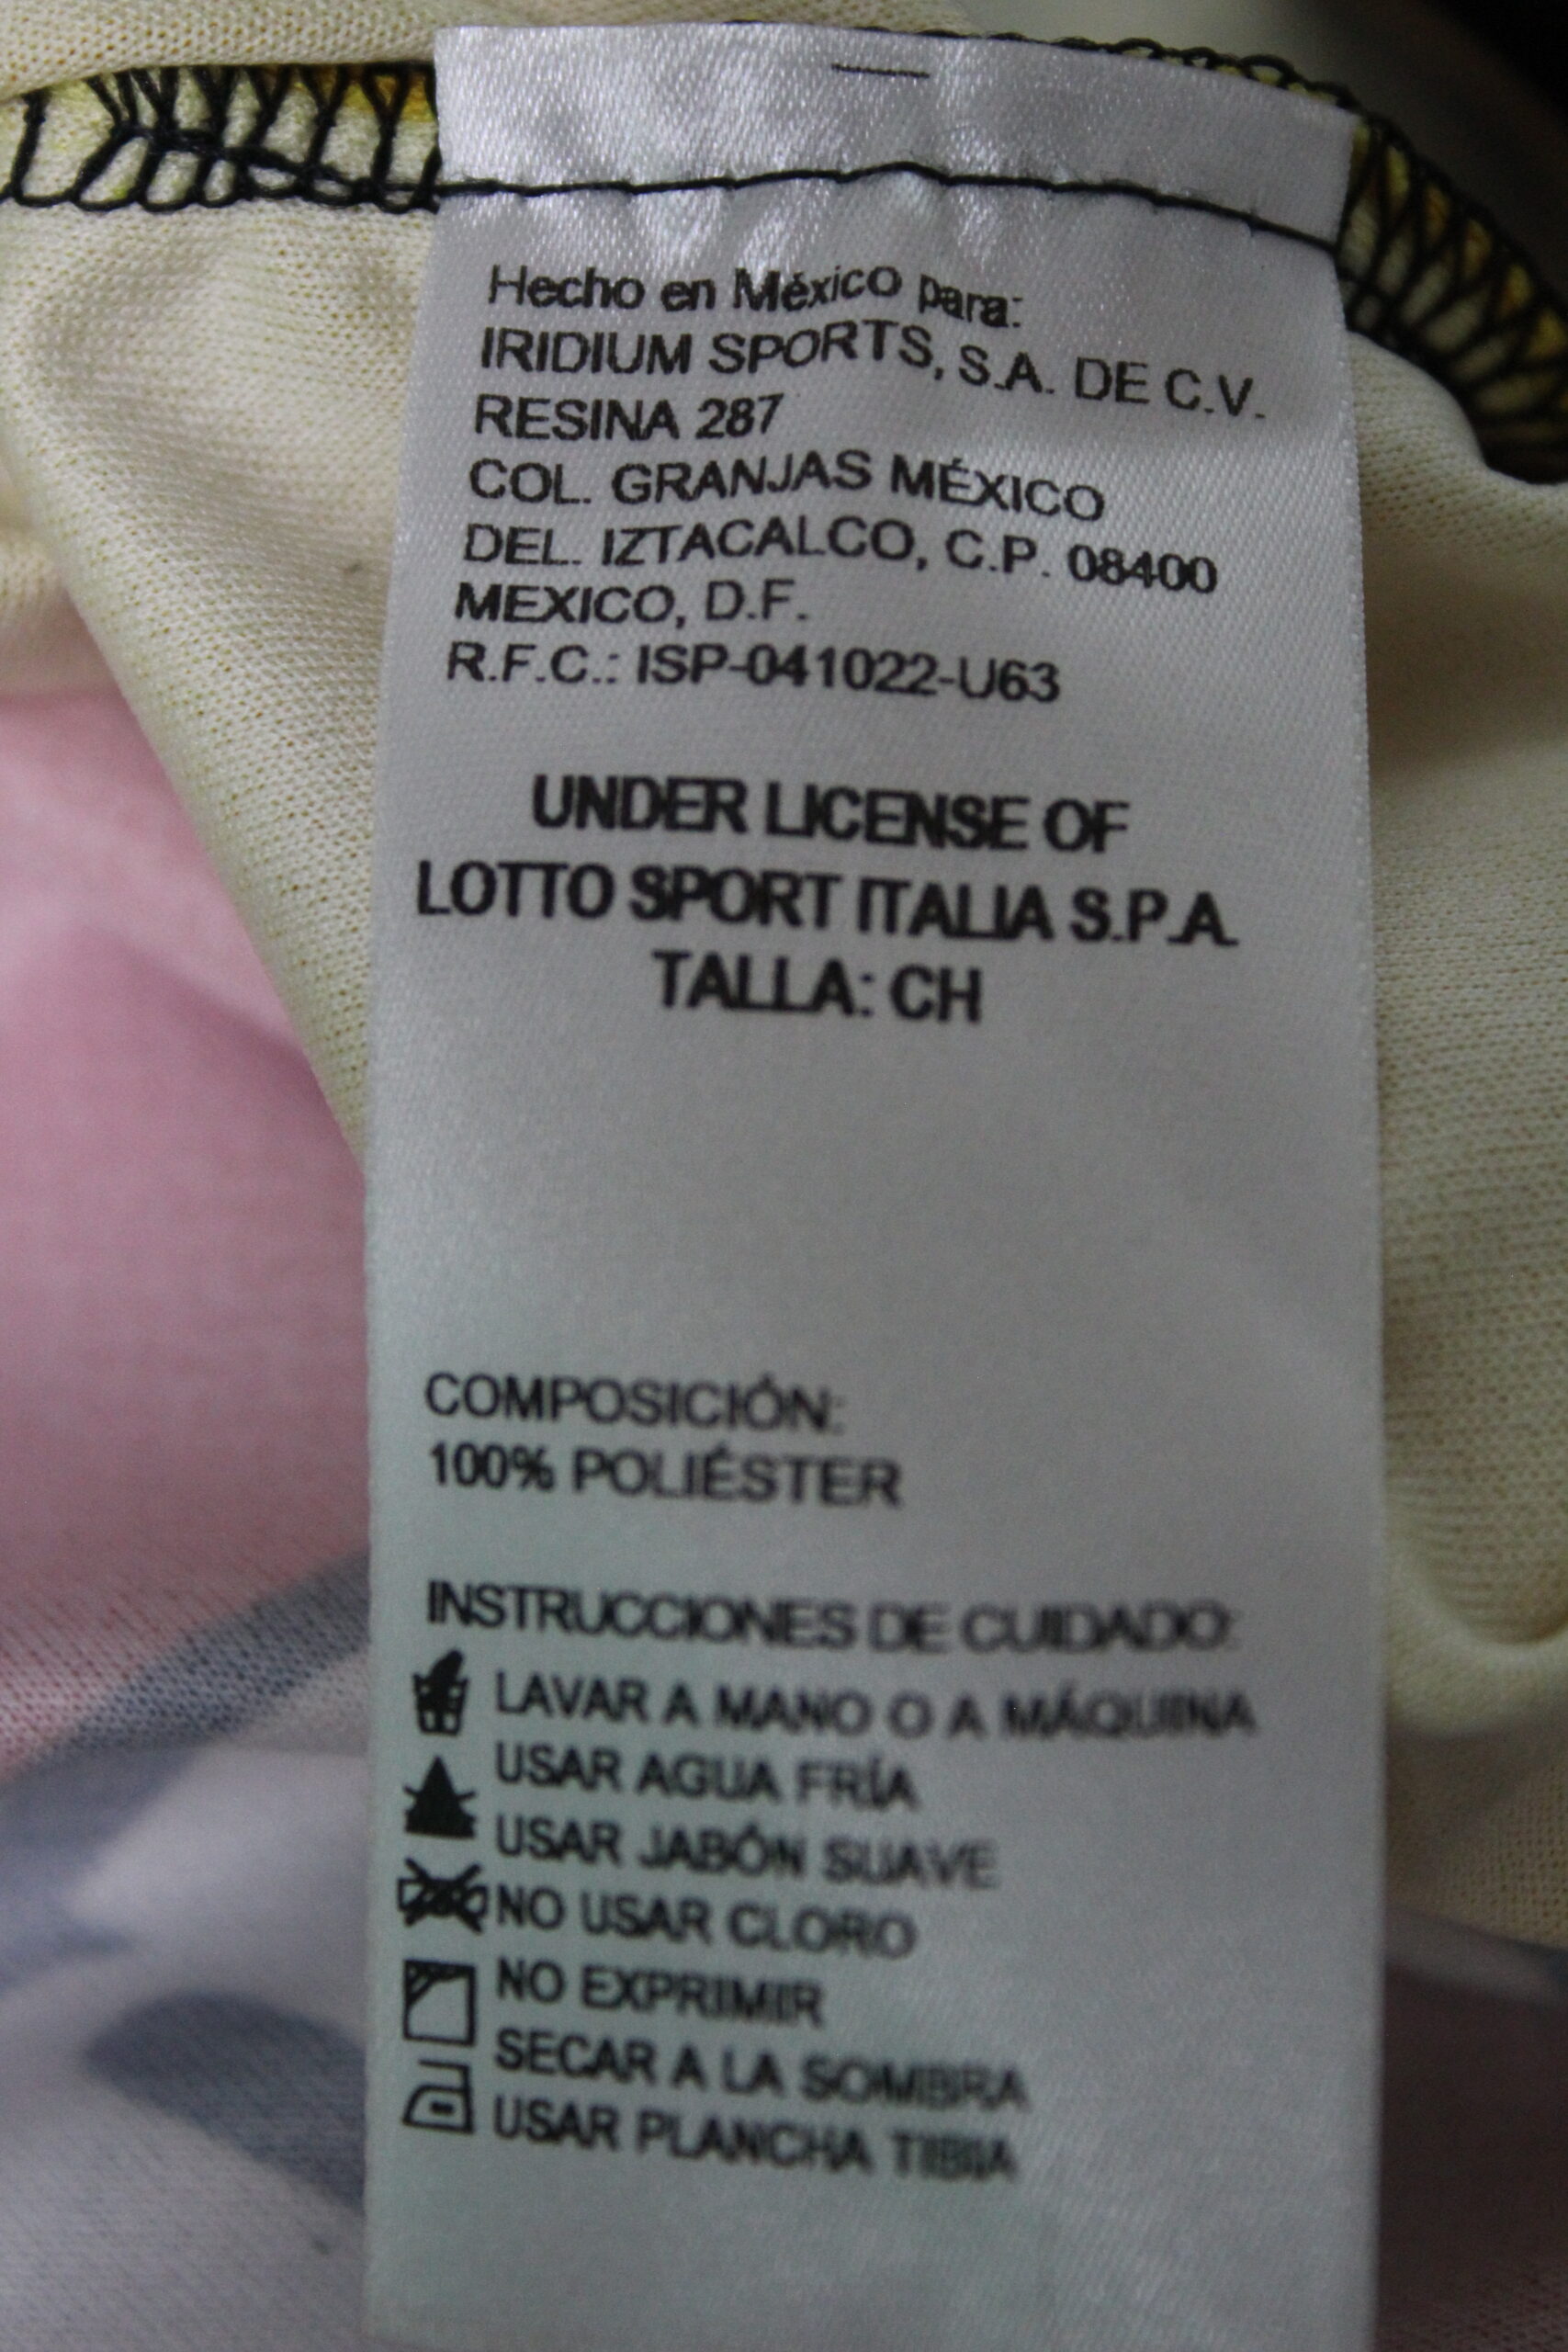 Hecho en México para:
IRIDIUM SPORTS, S.A. DE C.V.
RESINA 287
COL. GRANJAS MÉXICO
DEL. IZTACALCO, C.P. 08400
MEXICO, D.F.
R.F.C.: ISP-041022-U63
UNDER LICENSE OF
LOTTO SPORT ITALIA S.P.A.
TALLA: CH
COMPOSICIÓN:
100% POLIÉSTER
INSTRUCCIONES DE CUIDADO:
LAVAR A MANO O A MÁQUINA
USAR AGUA FRÍA
USAR JABÓN SUAVE
NO USAR CLORO
NO EXPRIMIR
SECAR A LA SOMBRA
USAR PLANCHA TIBIA